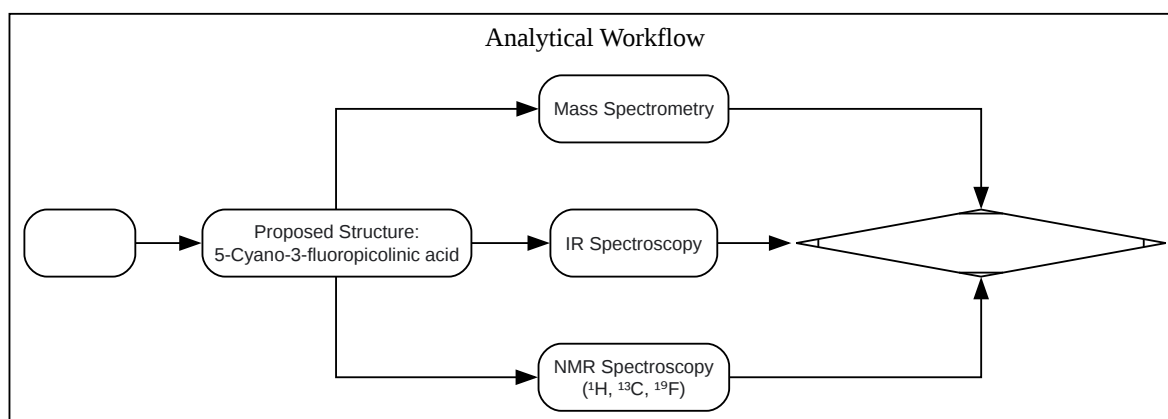 Analytical Workflow
Mass Spectrometry
Proposed Structure:
5-Cyano-3-fluoropicolinic acid
IR Spectroscopy
NMR Spectroscopy
(¹H, ¹³C, ¹⁹F)